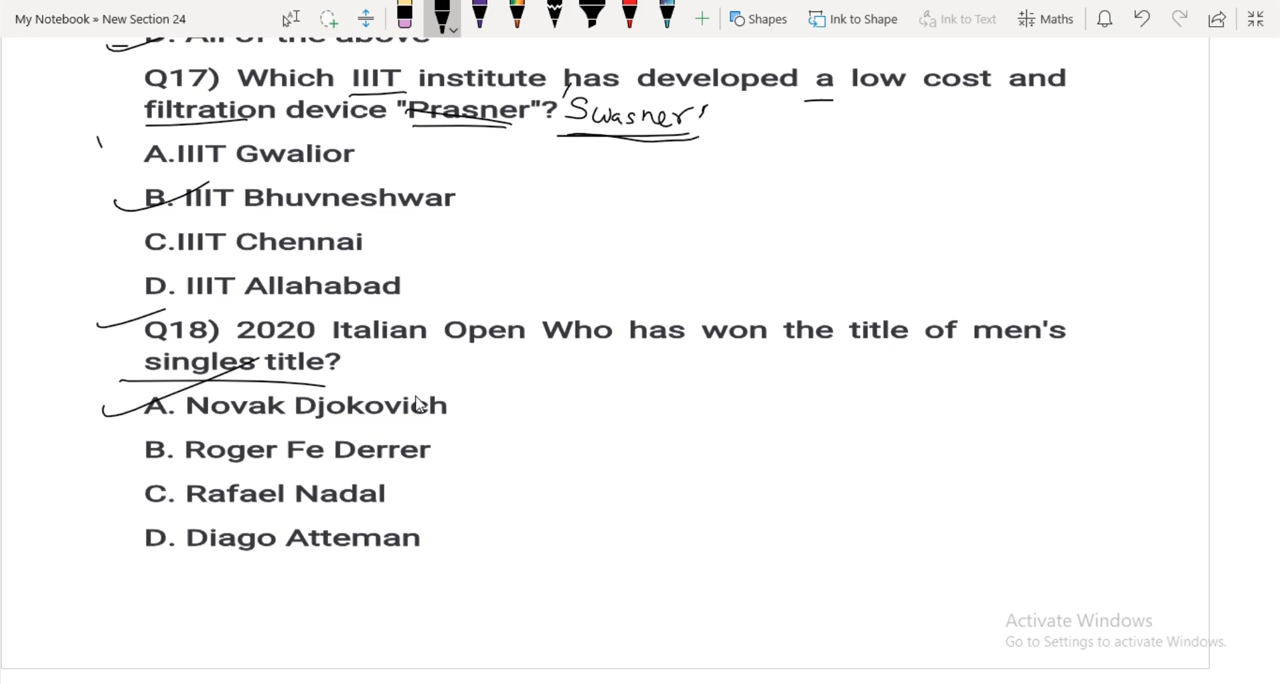 My Notebook » New Section 24
Shapes
Ink to Shape
Ink to Text
Maths
D. All of the above
Q17) Which IIIT institute has developed a low cost and
filtration device "Prasner"? 'Swasner'
A.IIIT Gwalior
B. IIIT Bhuvneshwar
C.IIIT Chennai
D. IIIT Allahabad
Q18) 2020 Italian Open Who has won the title of men's
singles title?
A. Novak Djokovich
B. Roger Fe Derrer
C. Rafael Nadal
D. Diago Atteman
Activate Windows
Go to Settings to activate Windows.